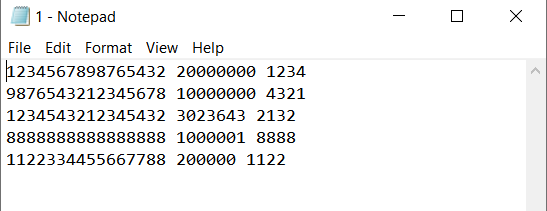 1 - Notepad
File Edit Format View Help
1234567898765432 20000000 1234
9876543212345678 10000000 4321
1234543212345432 3023643 2132
8888888888888888 1000001 8888
1122334455667788 200000 1122